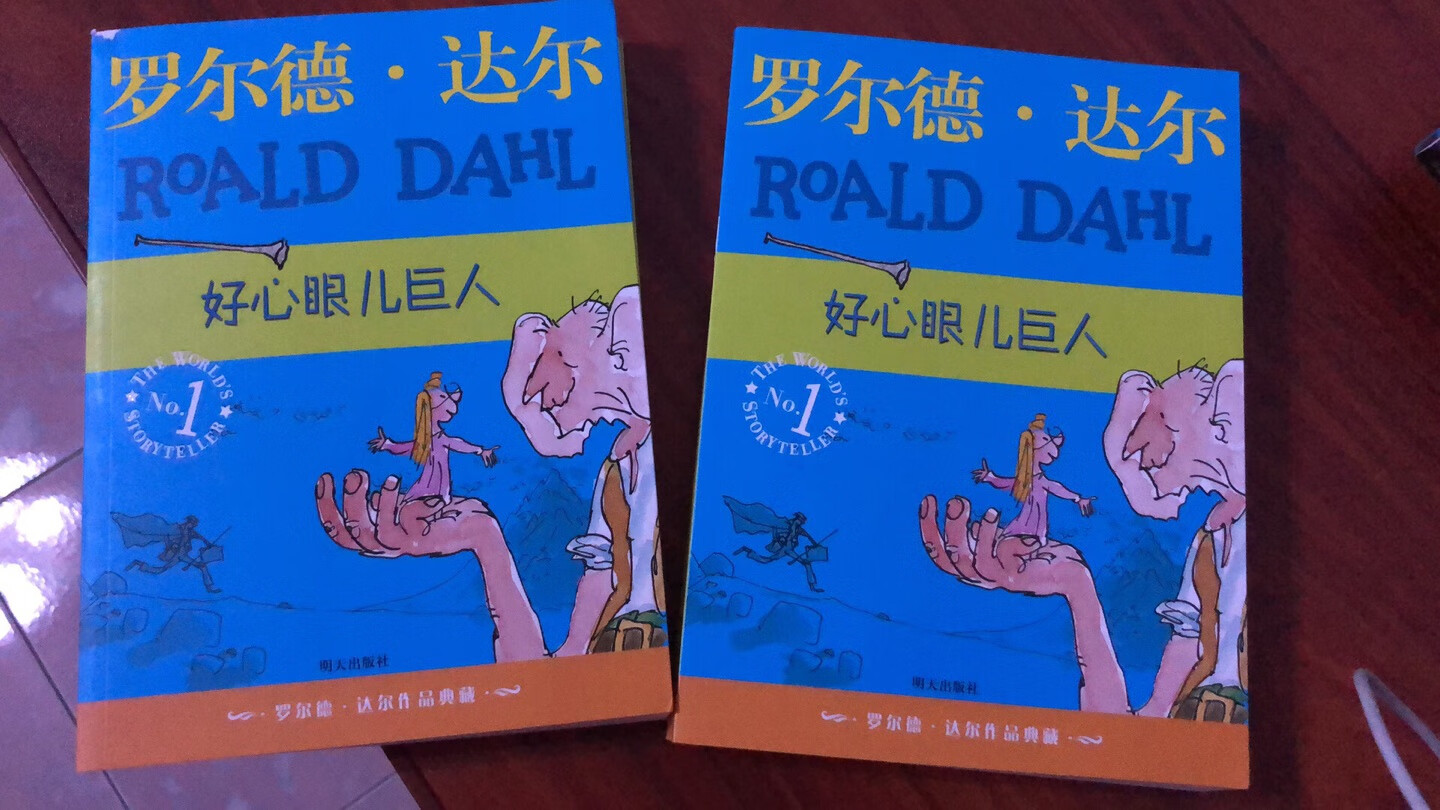 罗尔德·达尔
ROALD DAHL
好心眼儿巨人
THE WORLD'S
No.1
STORYTELLER
明天出版社
罗尔德·达尔作品典藏
罗尔德·达尔
ROALD DAHL
好心眼儿巨人
THE WORLD'S
No.1
STORYTELLER
明天出版社
罗尔德·达尔作品典藏